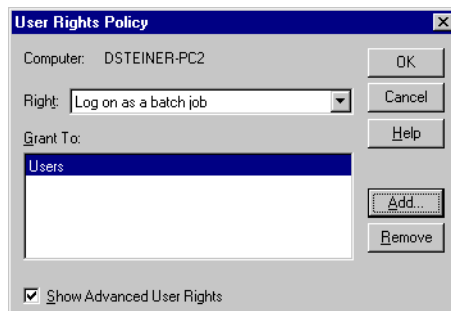 User Rights Policy
Computer: DSTEINER-PC2
OK
Right: Log on as a batch job
Cancel
Grant To:
Help
Users
Add...
Remove
Show Advanced User Rights